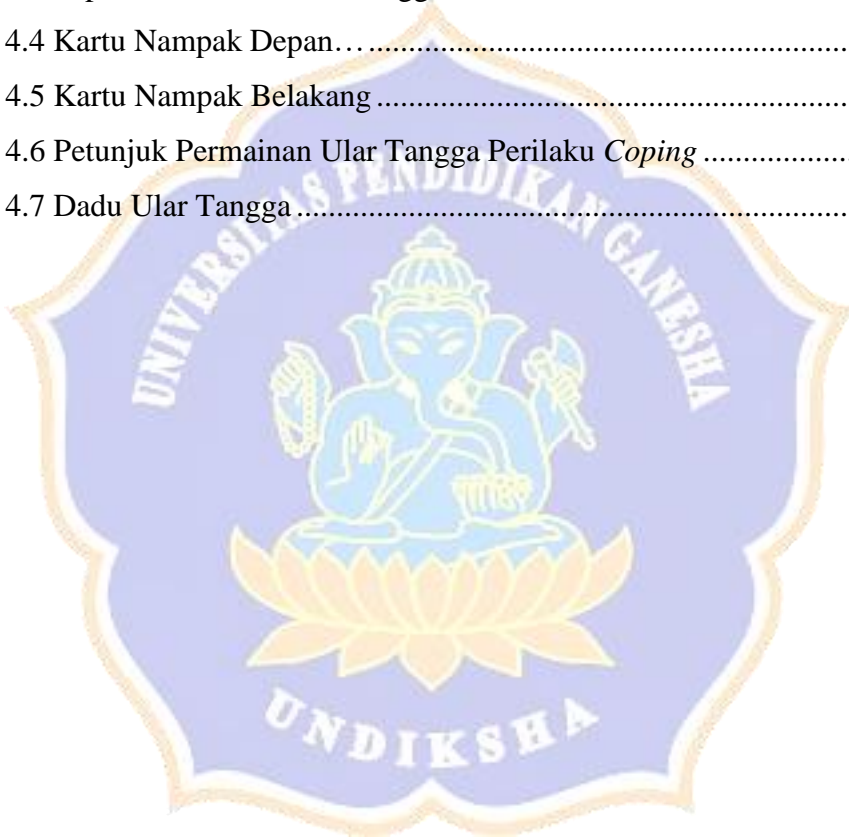 4.4 Kartu Nampak Depan........................................................
4.5 Kartu Nampak Belakang........................................................
4.6 Petunjuk Permainan Ular Tangga Perilaku Coping..................
4.7 Dadu Ular Tangga........................................................
UNIVERSITAS PENDIDIKAN GANESHA
UNDIKSHA